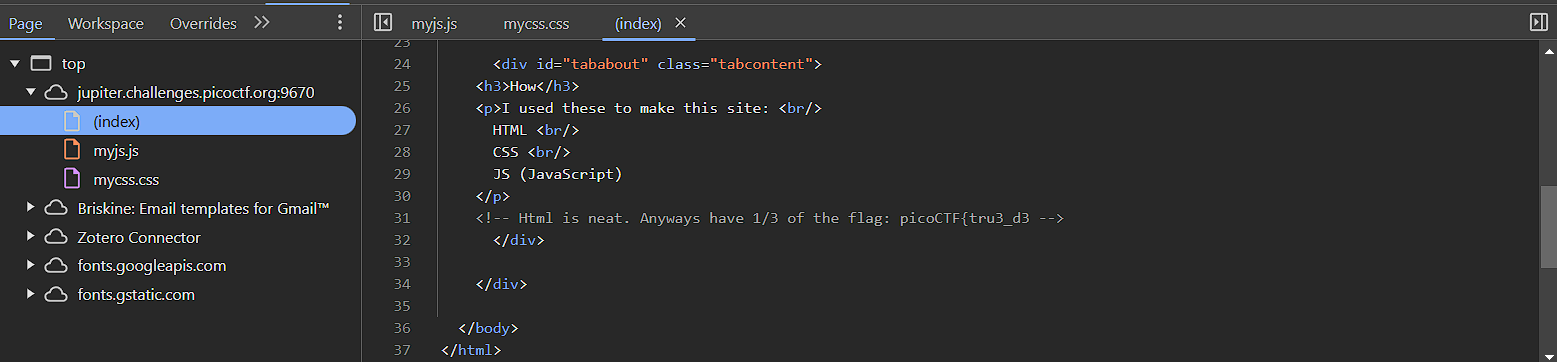 Page Workspace Overrides
top
jupiter.challenges.picoctf.org:9670
(index)
myjs.js
mycss.css
Briskine: Email templates for Gmail™
Zotero Connector
fonts.googleapis.com
fonts.gstatic.com
myjs.js mycss.css (index)
23
24 <div id="tababout" class="tabcontent">
25 <h3>How</h3>
26 <p>I used these to make this site: <br/>
27 HTML <br/>
28 CSS <br/>
29 JS (JavaScript)
30 </p>
31 <!-- Html is neat. Anyways have 1/3 of the flag: picoCTF{tru3_d3 -->
32 </div>
33
34 </div>
35
36 </body>
37 </html>